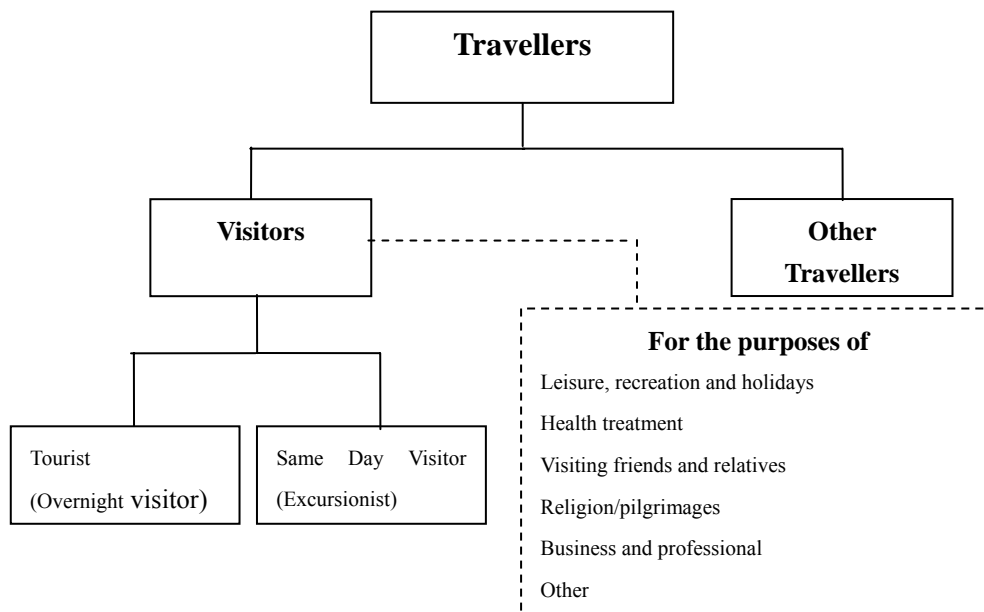 Travellers
Visitors
Other
Travellers
For the purposes of
Leisure, recreation and holidays
Health treatment
Visiting friends and relatives
Religion/pilgrimages
Business and professional
Other
Tourist
(Overnight visitor)
Same Day Visitor
(Excursionist)